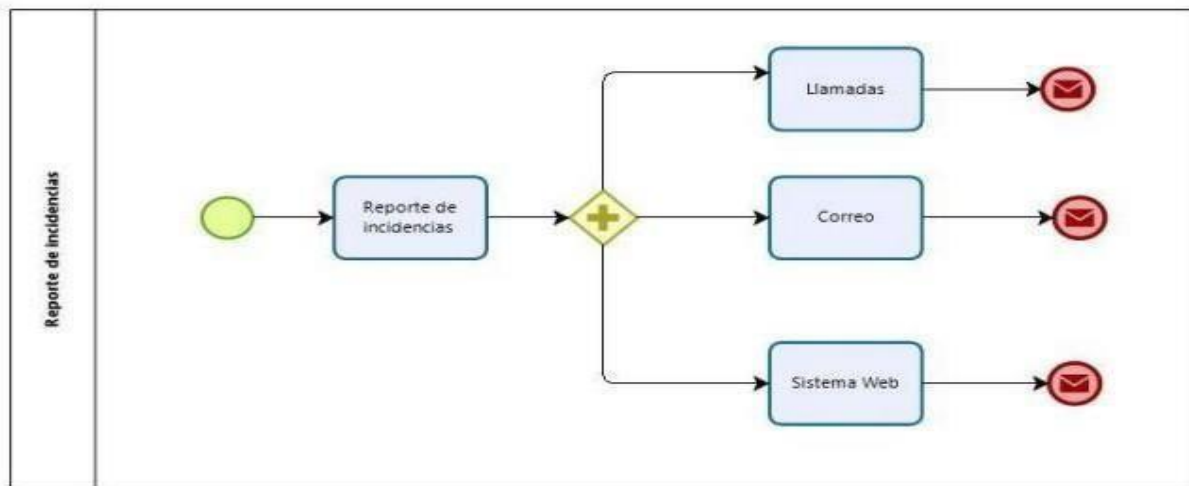 Reporte de incidencias
Reporte de
incidencias
Llamadas
Correo
Sistema Web